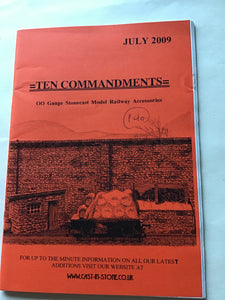 JULY 2009
=TEN COMMANDMENTS=
OO Gauge Stonecast Model Railway Accessories
FOR UP TO THE MINUTE INFORMATION ON ALL OUR LATEST
ADDITIONS VISIT OUR WEBSITE AT
WWW.CAST-IN-STONE.CO.UK